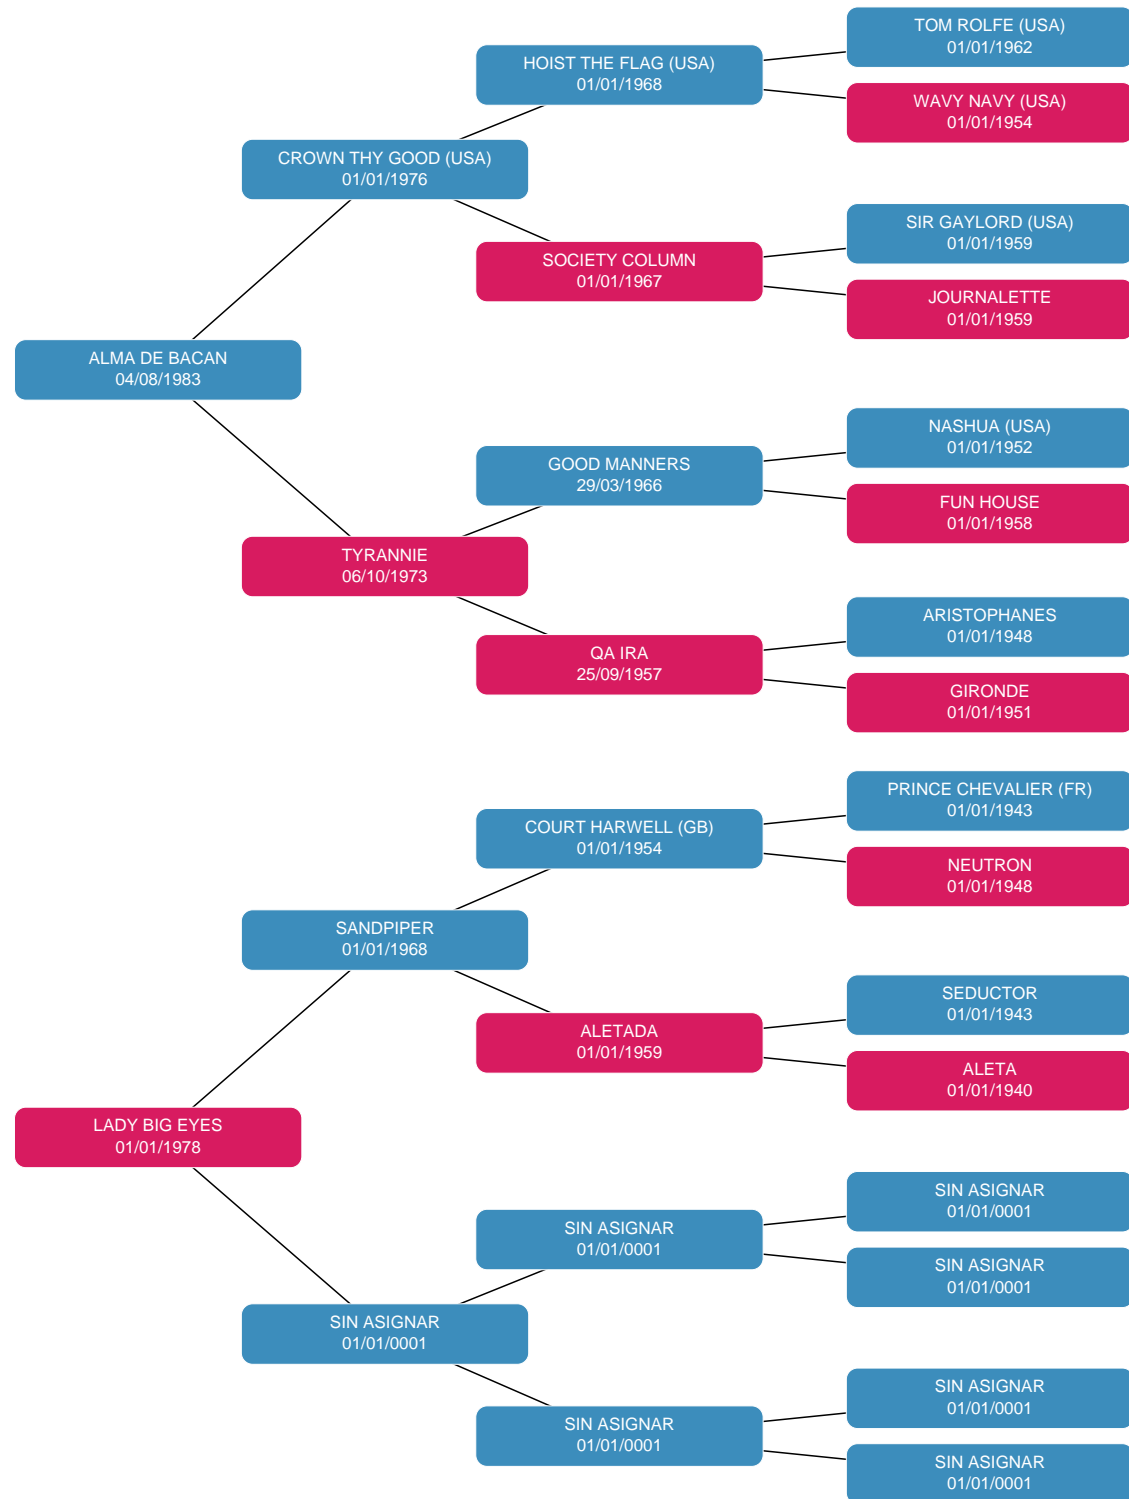 TOM ROLFE (USA)
01/01/1962
HOIST THE FLAG (USA)
01/01/1968
WAVY NAVY (USA)
01/01/1954
CROWN THY GOOD (USA)
01/01/1976
SIR GAYLORD (USA)
01/01/1959
SOCIETY COLUMN
01/01/1967
JOURNALETTE
01/01/1959
ALMA DE BACAN
04/08/1983
NASHUA (USA)
01/01/1952
GOOD MANNERS
29/03/1966
FUN HOUSE
01/01/1958
TYRANNIE
06/10/1973
ARISTOPHANES
01/01/1948
QA IRA
25/09/1957
GIRONDE
01/01/1951
PRINCE CHEVALIER (FR)
01/01/1943
COURT HARWELL (GB)
01/01/1954
NEUTRON
01/01/1948
SANDPIPER
01/01/1968
SEDUCTOR
01/01/1943
ALETADA
01/01/1959
ALETA
01/01/1940
LADY BIG EYES
01/01/1978
SIN ASIGNAR
01/01/0001
SIN ASIGNAR
01/01/0001
SIN ASIGNAR
01/01/0001
SIN ASIGNAR
01/01/0001
SIN ASIGNAR
01/01/0001
SIN ASIGNAR
01/01/0001
SIN ASIGNAR
01/01/0001